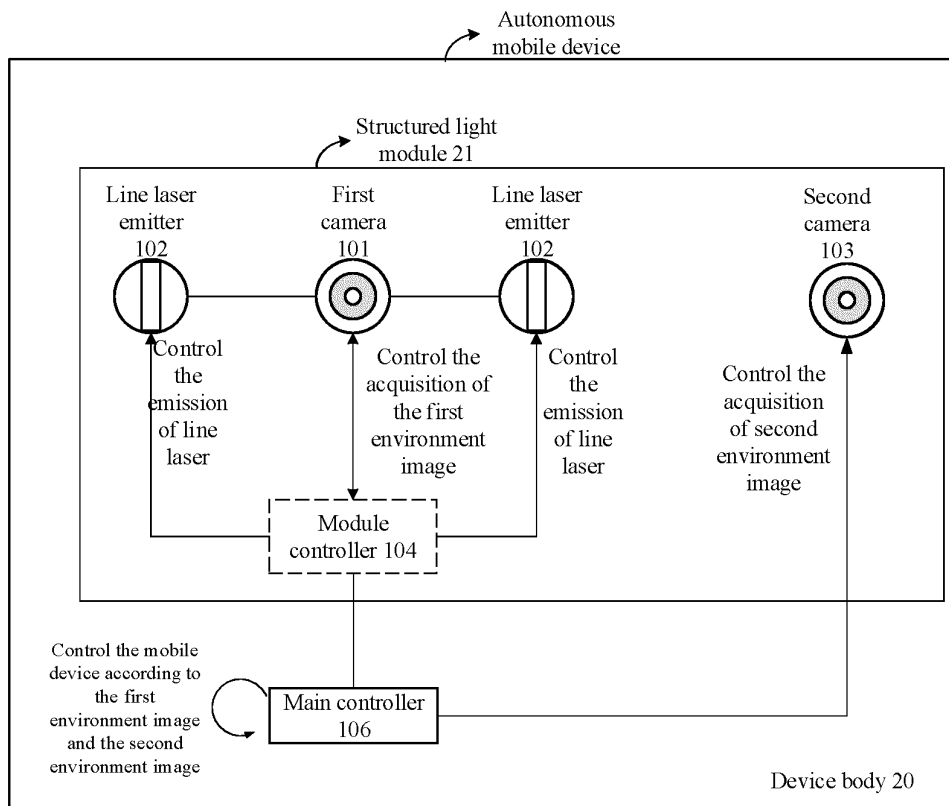 Autonomous
mobile device
Structured light
module 21
Line laser
emitter
102
First
camera
101
Line laser
emitter
102
Second
camera
103
Control
the
emission
of line
laser
Control the
acquisition of
the first
environment
image
Control
the
emission
of line
laser
Control the
acquisition
of second
environment
image
Module
controller 104
Control the mobile
device according to
the first
environment image
and the second
environment image
Main controller
106
Device body 20